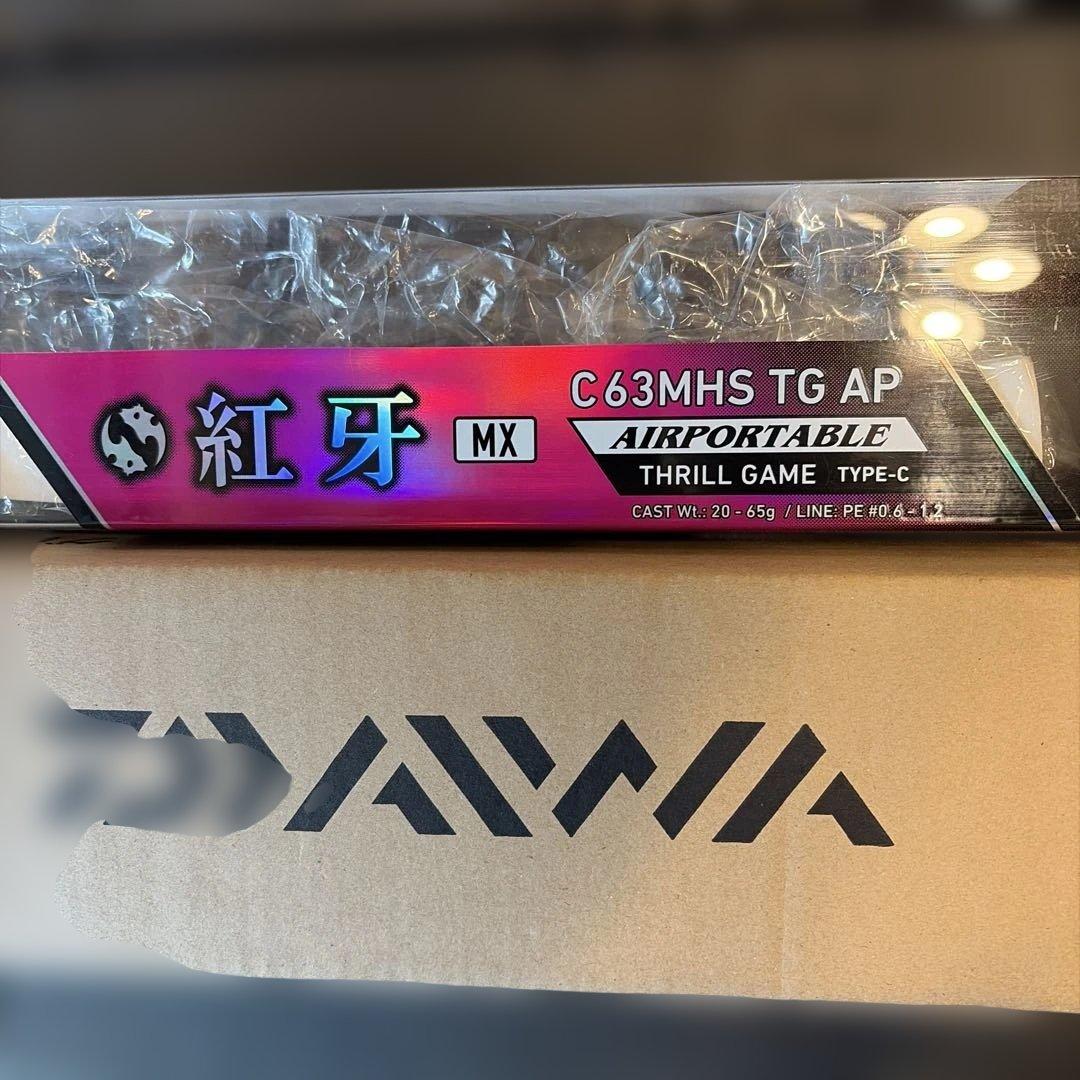 紅牙 MX
C 63MHS TG AP
AIRPORTABLE
THRILL GAME TYPE-C
CAST Wt.: 20 - 65g / LINE: PE #0.6 - 1.2
DAIWA